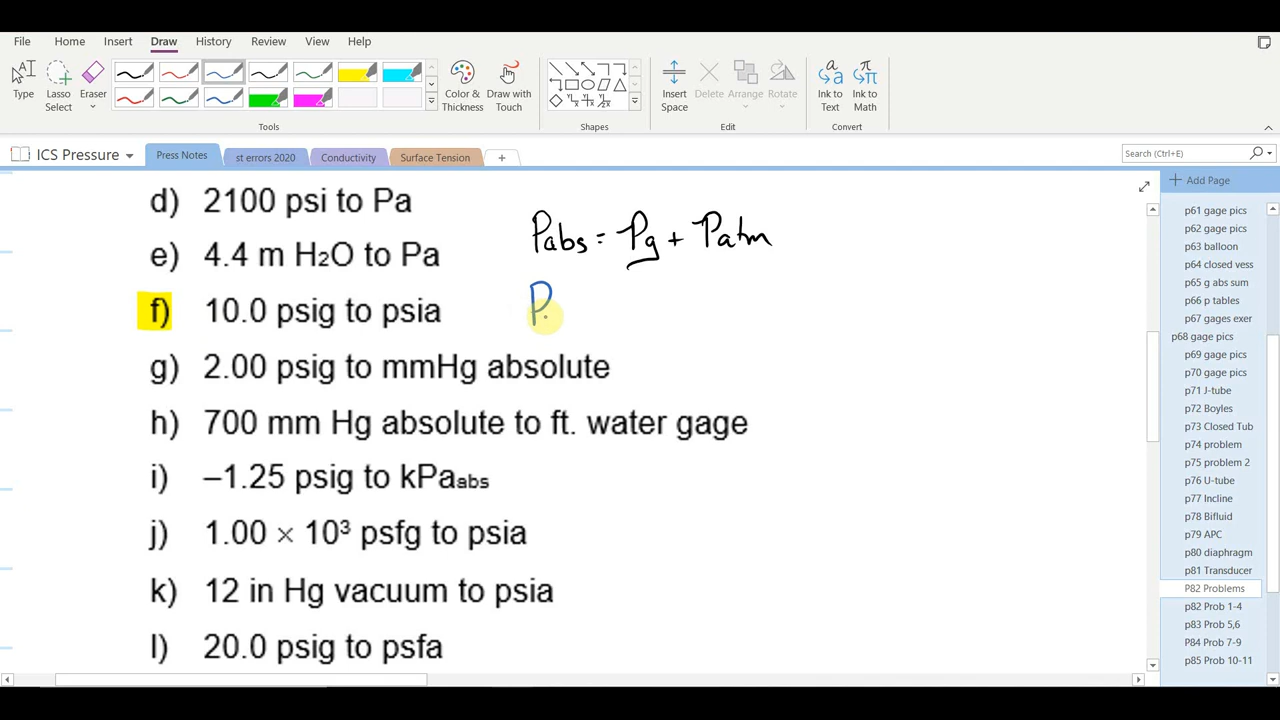 File Home Insert Draw History Review View Help
Type Lasso Select Eraser Color & Thickness Draw with Touch Insert Space Delete Arrange Rotate Ink to Text Ink to Math
Tools Shapes Edit Convert
ICS Pressure Press Notes st errors 2020 Conductivity Surface Tension Search (Ctrl+E)
Add Page
d) 2100 psi to Pa
Pabs = Pg + Patm
e) 4.4 m H₂O to Pa
f) 10.0 psig to psia
P
g) 2.00 psig to mmHg absolute
h) 700 mm Hg absolute to ft. water gage
i) –1.25 psig to kPaabs
j) 1.00 × 10³ psfg to psia
k) 12 in Hg vacuum to psia
l) 20.0 psig to psfa
p61 gage pics
p62 gage pics
p63 balloon
p64 closed vess
p65 g abs sum
p66 p tables
p67 gages exer
p68 gage pics
p69 gage pics
p70 gage pics
p71 J-tube
p72 Boyles
p73 Closed Tub
p74 problem
p75 problem 2
p76 U-tube
p77 Incline
p78 Bifluid
p79 APC
p80 diaphragm
p81 Transducer
P82 Problems
p82 Prob 1-4
p83 Prob 5,6
P84 Prob 7-9
p85 Prob 10-11